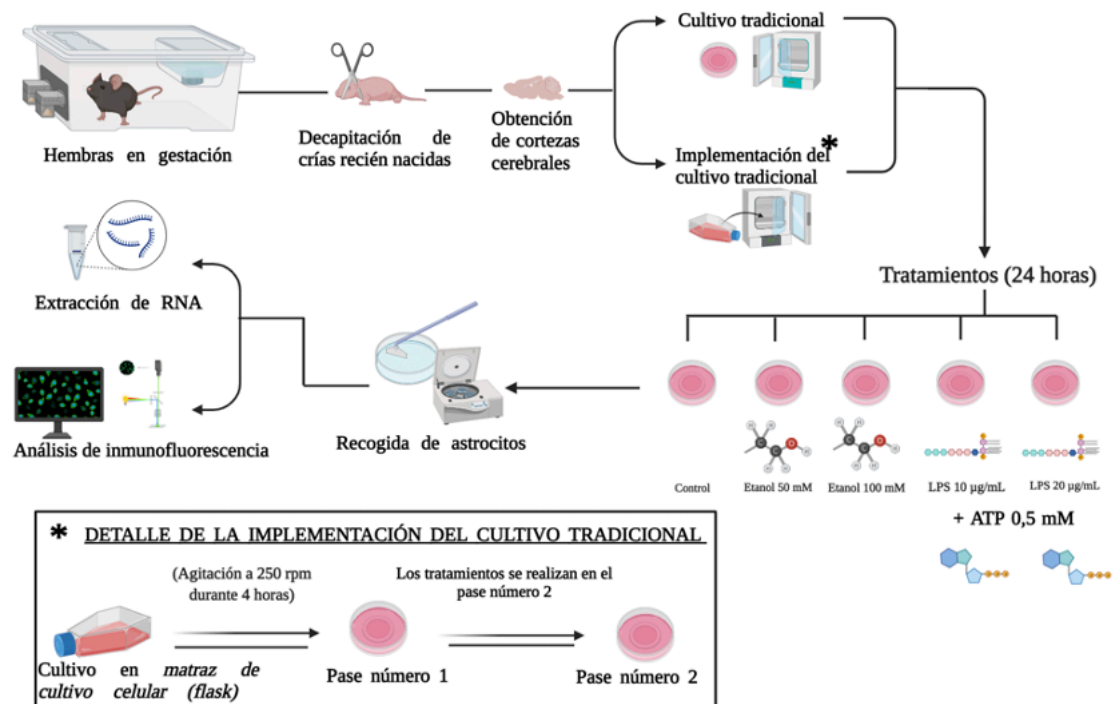 Hembras en gestación
Decapitación de
crías recién nacidas
Obtención
de cortezas
cerebrales
Cultivo tradicional
Implementación del *
cultivo tradicional
Tratamientos (24 horas)
Control
Etanol 50 mM
Etanol 100 mM
LPS 10 µg/mL
LPS 20 µg/mL
+ ATP 0,5 mM
Recogida de astrocitos
Extracción de RNA
Análisis de inmunofluorescencia
* DETALLE DE LA IMPLEMENTACIÓN DEL CULTIVO TRADICIONAL
(Agitación a 250 rpm
durante 4 horas)
Los tratamientos se realizan en el
pase número 2
Cultivo en matraz de
cultivo celular (flask)
Pase número 1
Pase número 2